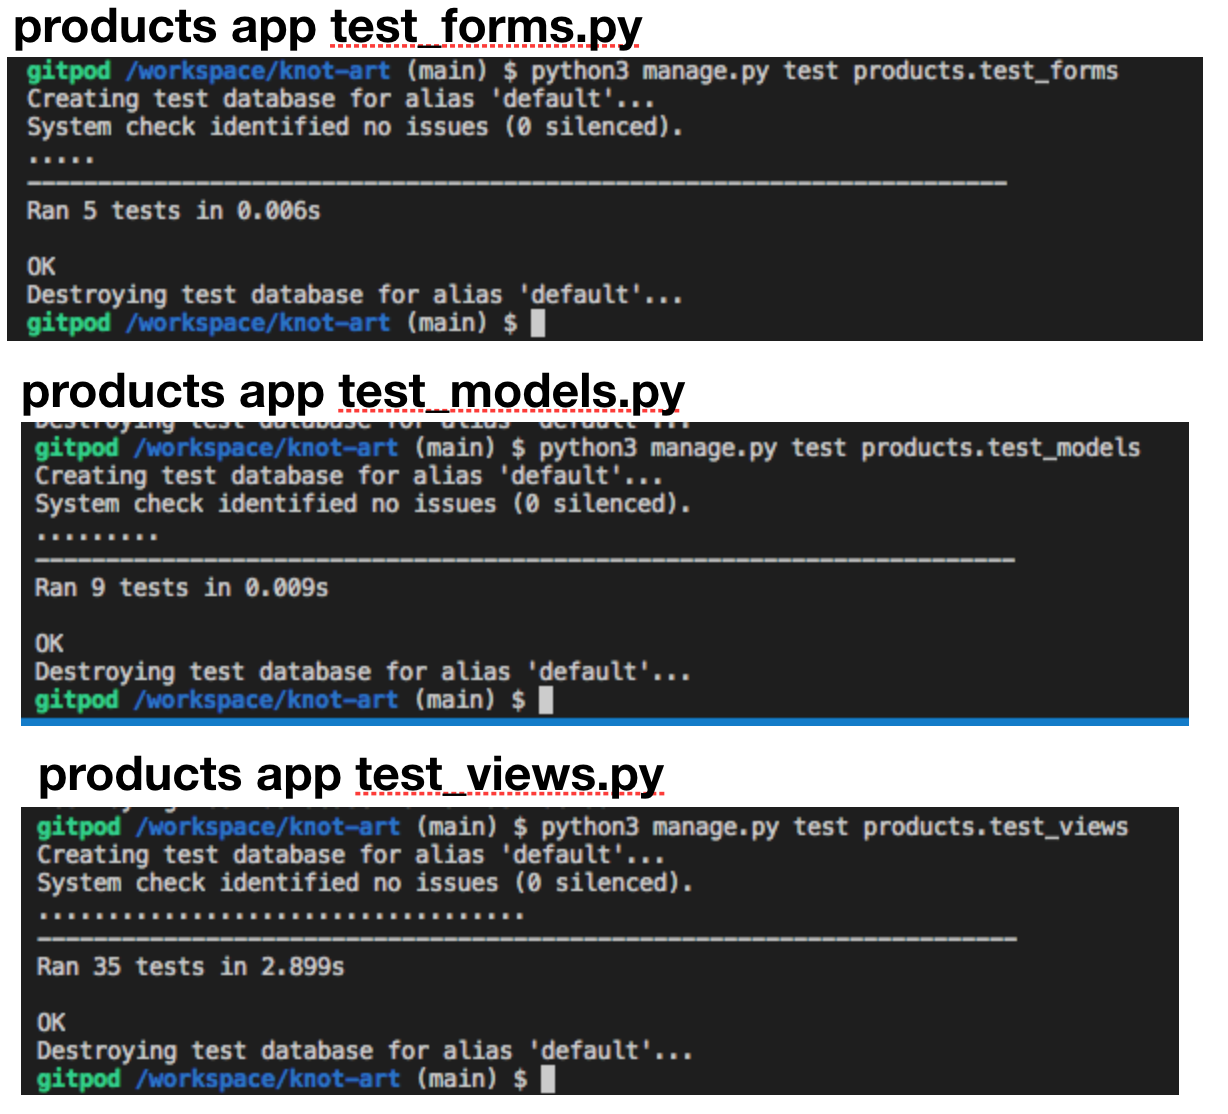 products app test_forms.py
gitpod /workspace/knot-art (main) $ python3 manage.py test products.test_forms
Creating test database for alias 'default'...
System check identified no issues (0 silenced).
.....
----------------------------------------------------------------------
Ran 5 tests in 0.006s
OK
Destroying test database for alias 'default'...
gitpod /workspace/knot-art (main) $
products app test_models.py
Destroying test database for alias 'default'...
gitpod /workspace/knot-art (main) $ python3 manage.py test products.test_models
Creating test database for alias 'default'...
System check identified no issues (0 silenced).
.........
----------------------------------------------------------------------
Ran 9 tests in 0.009s
OK
Destroying test database for alias 'default'...
gitpod /workspace/knot-art (main) $
products app test_views.py
gitpod /workspace/knot-art (main) $ python3 manage.py test products.test_views
Creating test database for alias 'default'...
System check identified no issues (0 silenced).
...................................
----------------------------------------------------------------------
Ran 35 tests in 2.899s
OK
Destroying test database for alias 'default'...
gitpod /workspace/knot-art (main) $